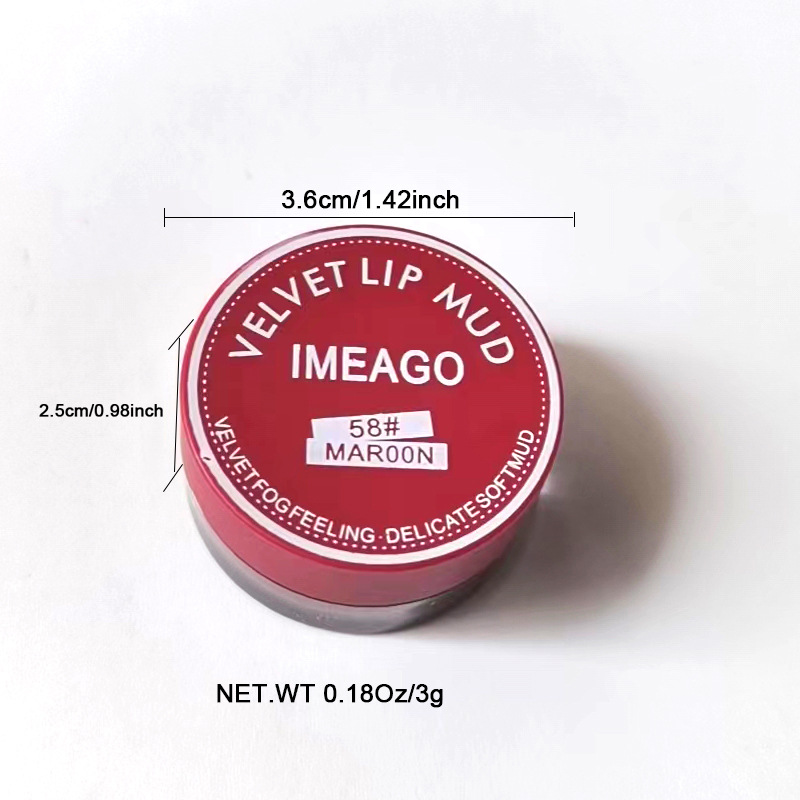 3.6cm/1.42inch
VELVET LIP MUD
IMEAGO
2.5cm/0.98inch
58#
MAR00N
VELVET FOG FEELING · DELICATE SOFT MUD
NET.WT 0.18Oz/3g